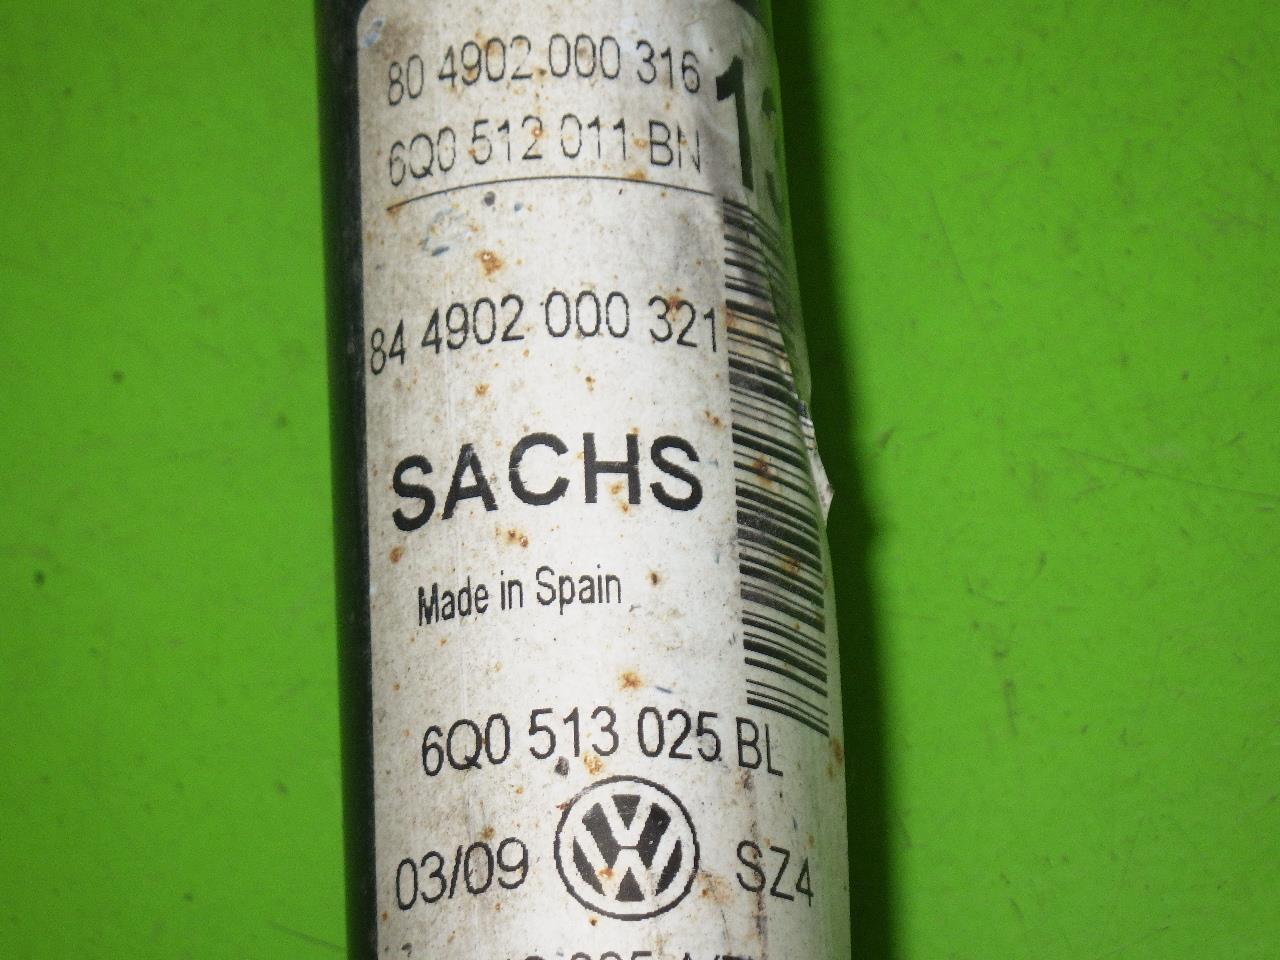 80 4902 000 316
6Q0 512 011 BN
13
84 4902 000 321
SACHS
Made in Spain
6Q0 513 025 BL
03/09 SZ4